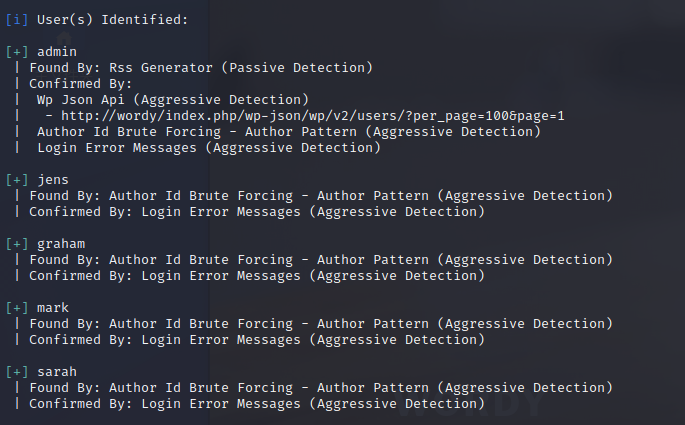 [i] User(s) Identified:
[+] admin
| Found By: Rss Generator (Passive Detection)
| Confirmed By:
|  Wp Json Api (Aggressive Detection)
|   - http://wordy/index.php/wp-json/wp/v2/users/?per_page=100&page=1
|  Author Id Brute Forcing - Author Pattern (Aggressive Detection)
|  Login Error Messages (Aggressive Detection)
[+] jens
| Found By: Author Id Brute Forcing - Author Pattern (Aggressive Detection)
| Confirmed By: Login Error Messages (Aggressive Detection)
[+] graham
| Found By: Author Id Brute Forcing - Author Pattern (Aggressive Detection)
| Confirmed By: Login Error Messages (Aggressive Detection)
[+] mark
| Found By: Author Id Brute Forcing - Author Pattern (Aggressive Detection)
| Confirmed By: Login Error Messages (Aggressive Detection)
[+] sarah
| Found By: Author Id Brute Forcing - Author Pattern (Aggressive Detection)
| Confirmed By: Login Error Messages (Aggressive Detection)
WORDY